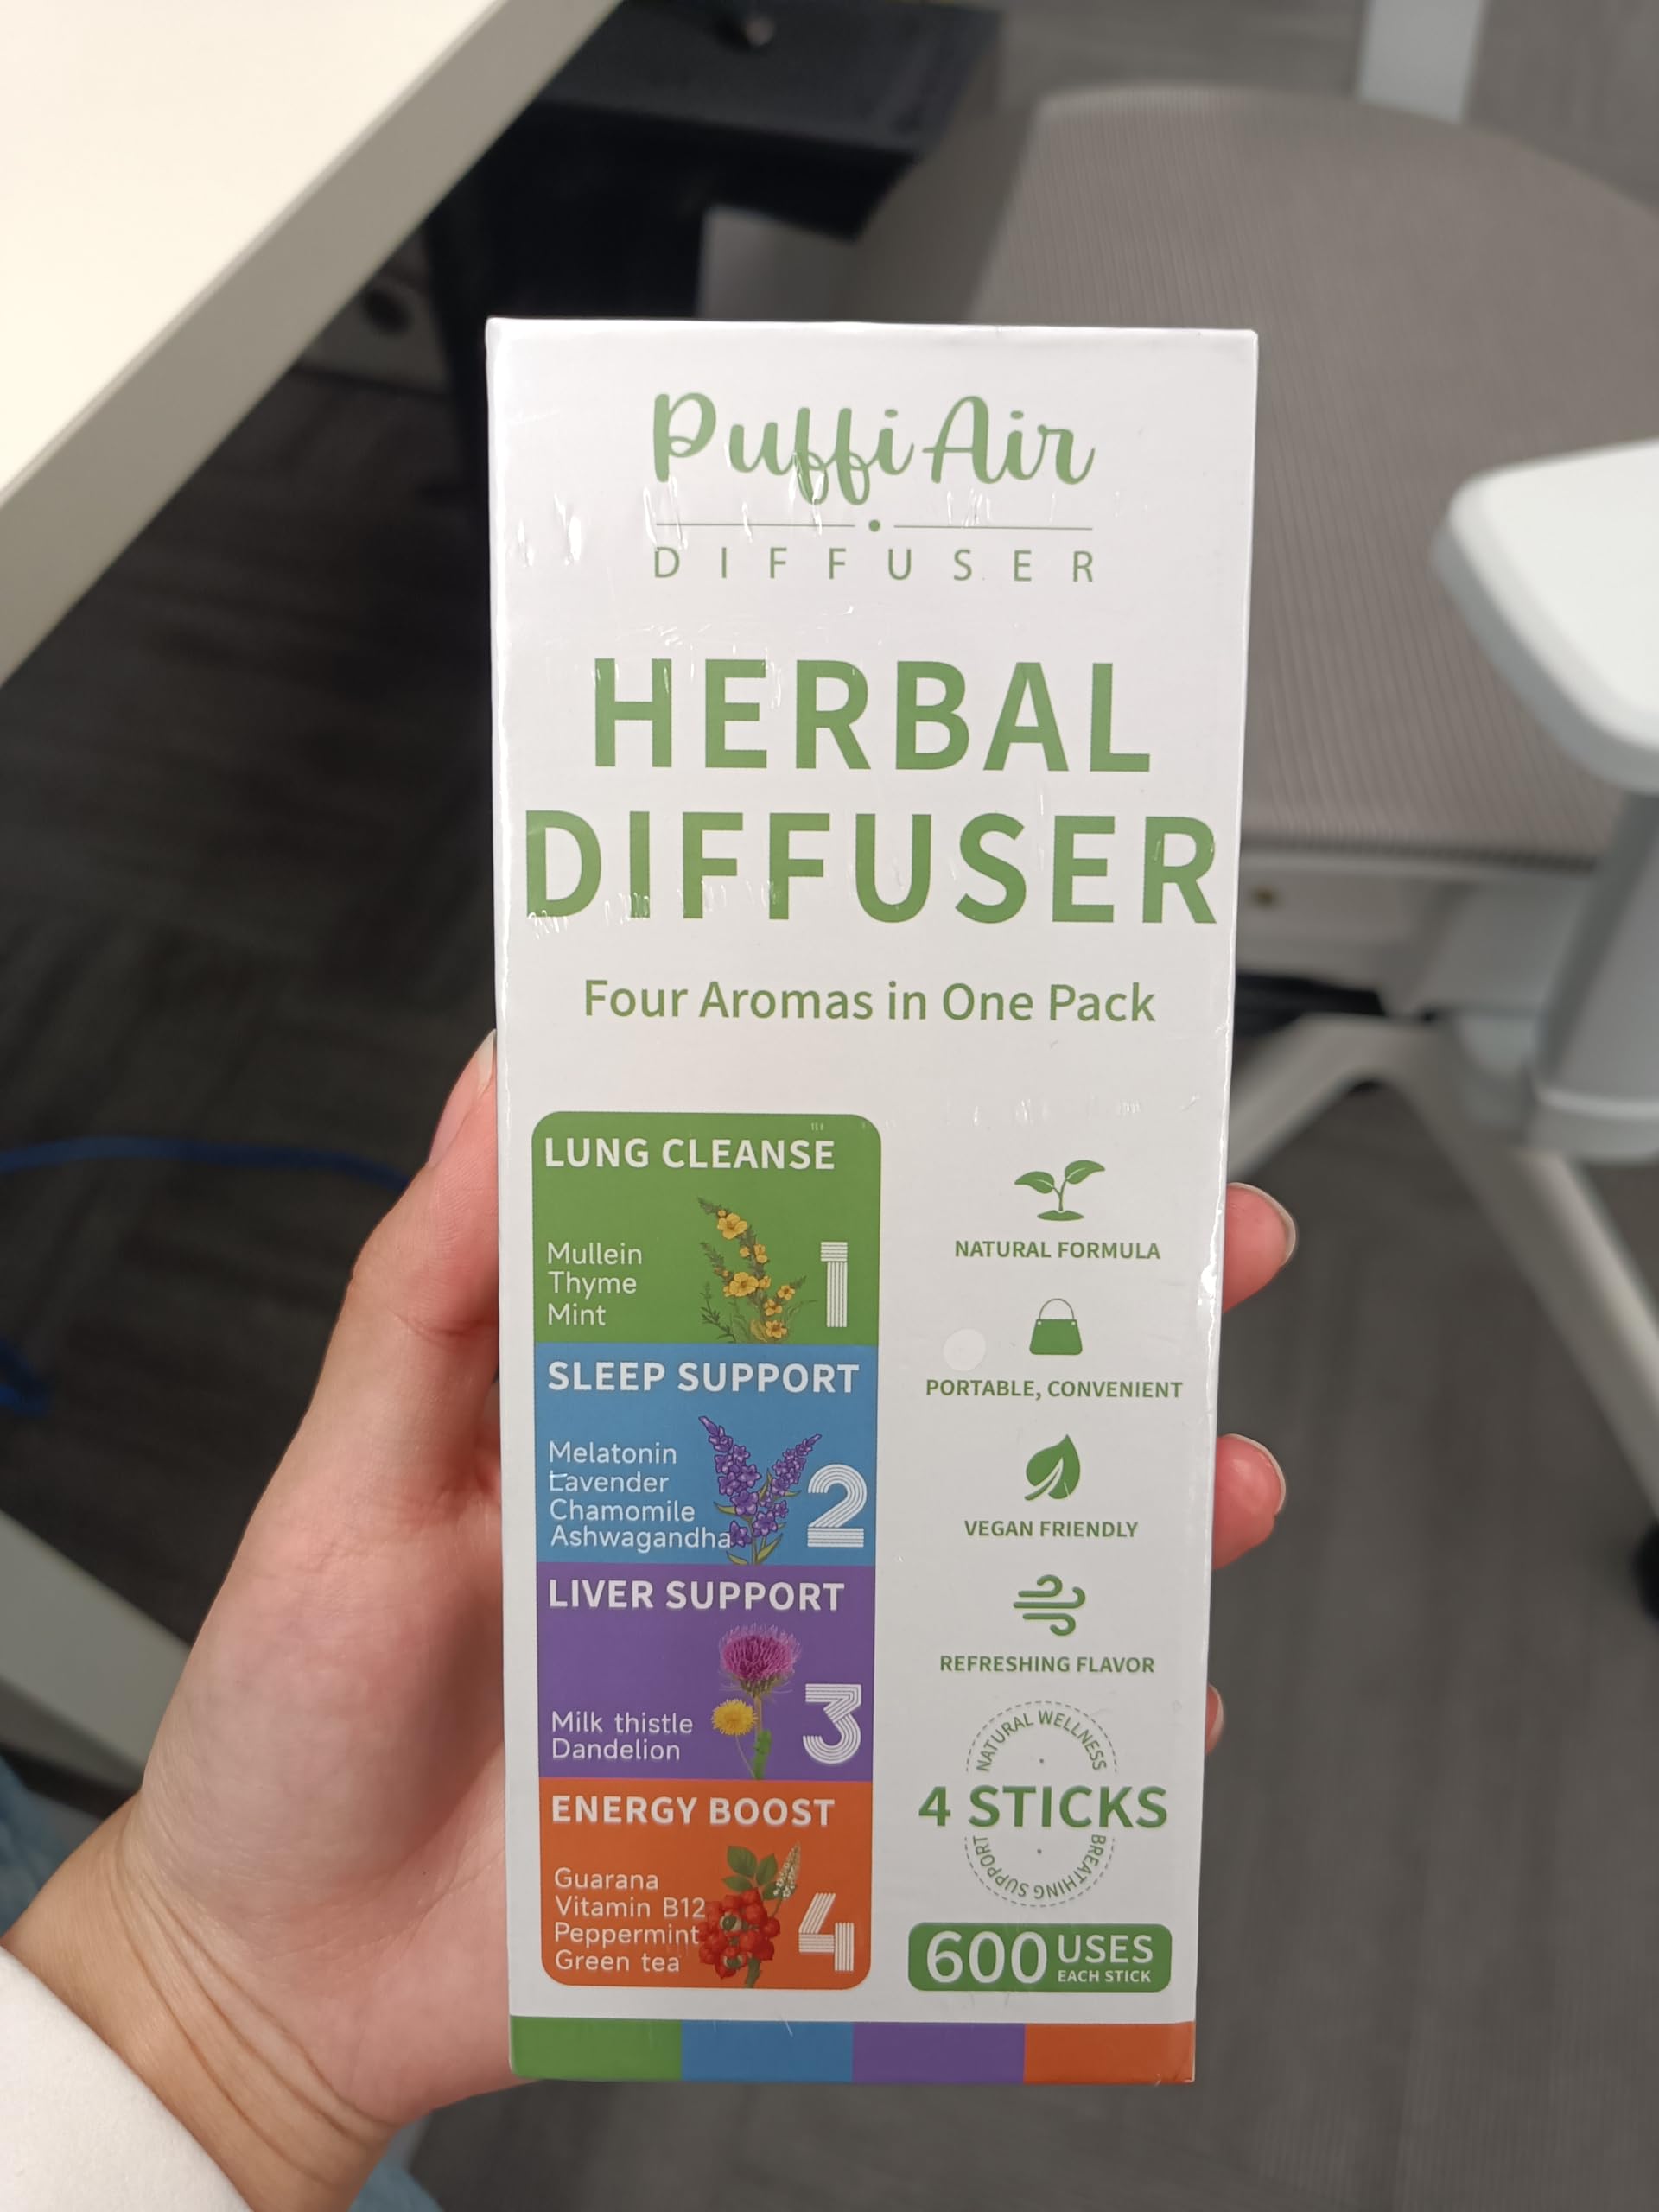 Puffi Air
DIFFUSER
HERBAL
DIFFUSER
Four Aromas in One Pack
LUNG CLEANSE
Mullein
Thyme
Mint
1
SLEEP SUPPORT
Melatonin
Lavender
Chamomile
Ashwagandha
2
LIVER SUPPORT
Milk thistle
Dandelion
3
ENERGY BOOST
Guarana
Vitamin B12
Peppermint
Green tea
4
NATURAL FORMULA
PORTABLE, CONVENIENT
VEGAN FRIENDLY
REFRESHING FLAVOR
NATURAL WELLNESS
4 STICKS
BREATHING SUPPORT
600 USES
EACH STICK